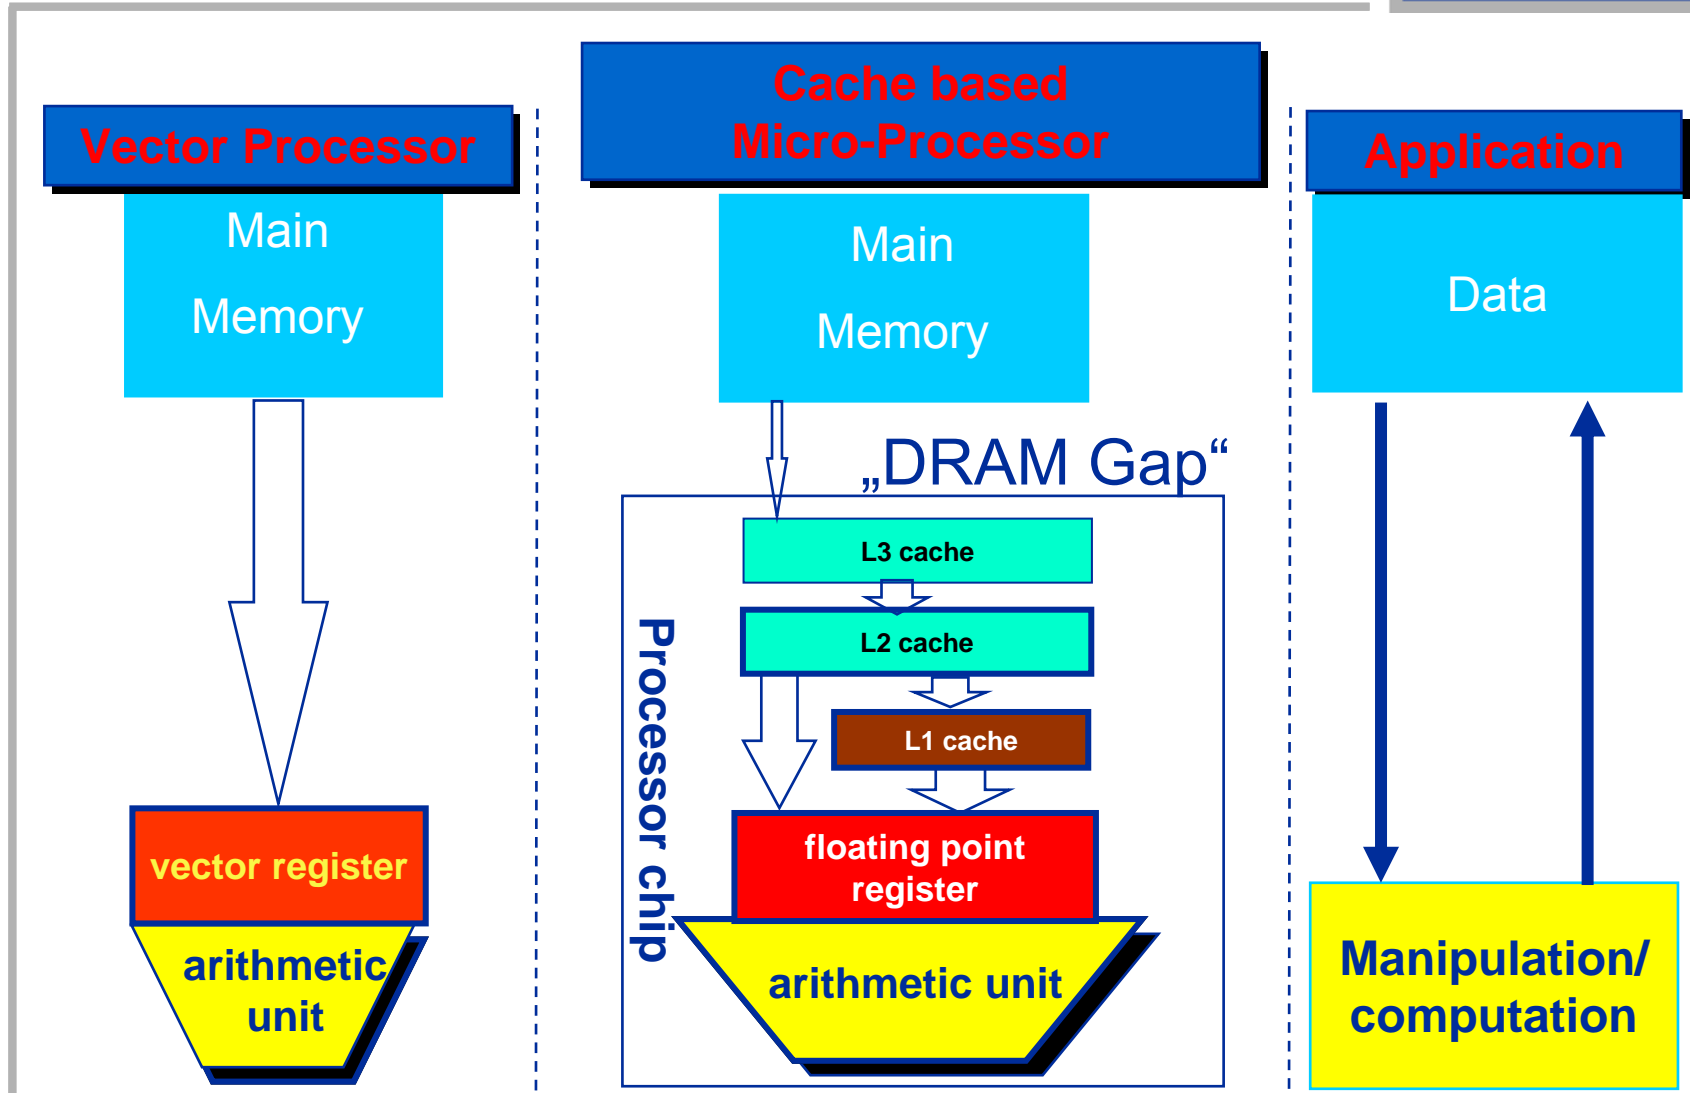 Vector Processor
Main
Memory
vector register
arithmetic
unit
Cache based
Micro-Processor
Main
Memory
„DRAM Gap“
Processor chip
L3 cache
L2 cache
L1 cache
floating point
register
arithmetic unit
Application
Data
Manipulation/
computation